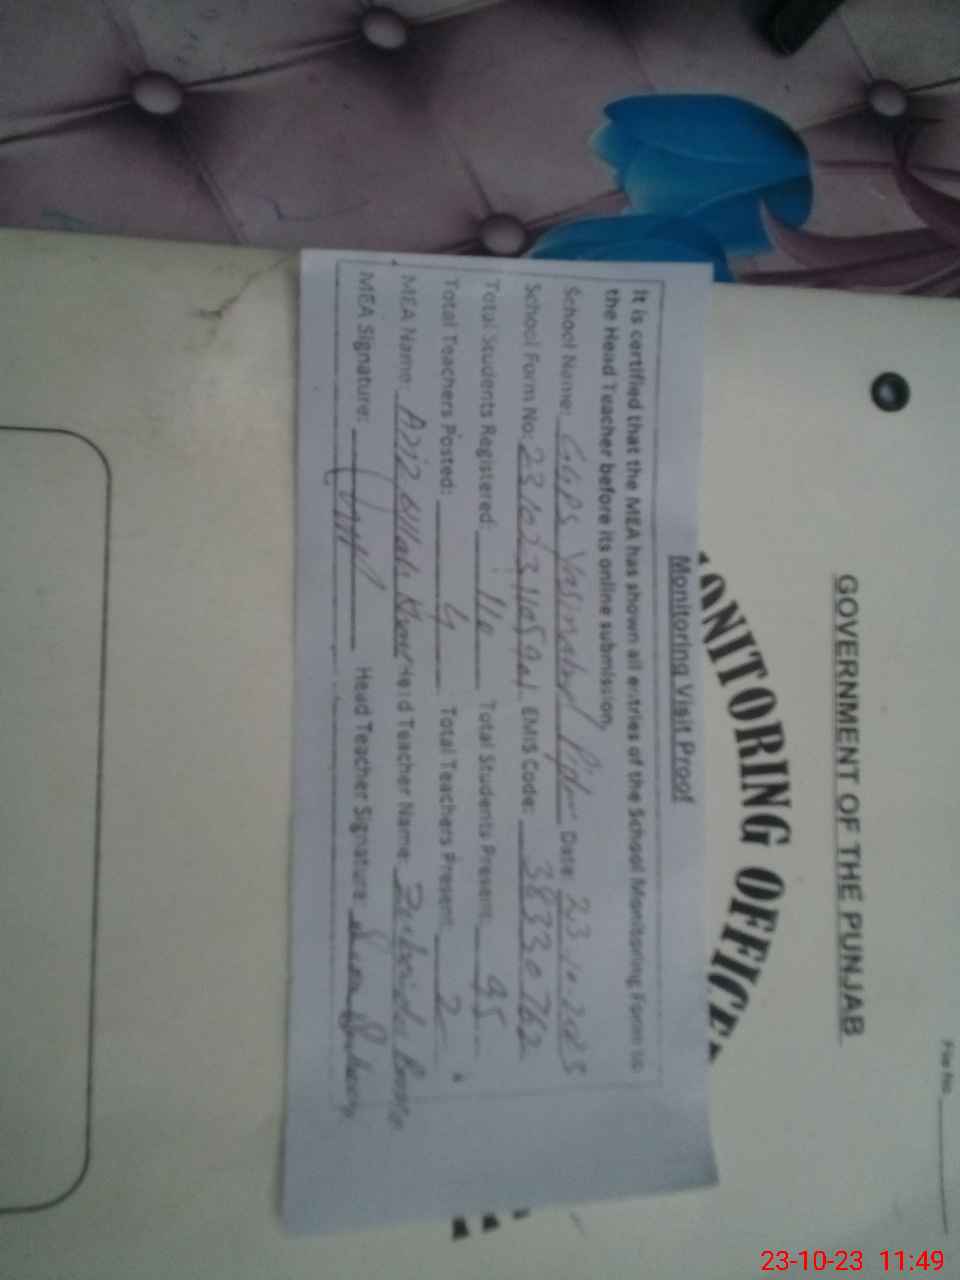 File No.
GOVERNMENT OF THE PUNJAB
MONITORING OFFICE
Monitoring Visit Proof
It is certified that the MEA has shown all entries of the School Monitoring Form to
the Head Teacher before its online submission.
School Name: GGPS Date: 23-10-2023
School Form No: EMIS Code: 38330762
Total Students Registered: 110 Total Students Present: 95
Total Teachers Posted: 4 Total Teachers Present 2
MEA Name: Head Teacher Name:
MEA Signature: Head Teacher Signature:
23-10-23 11:49